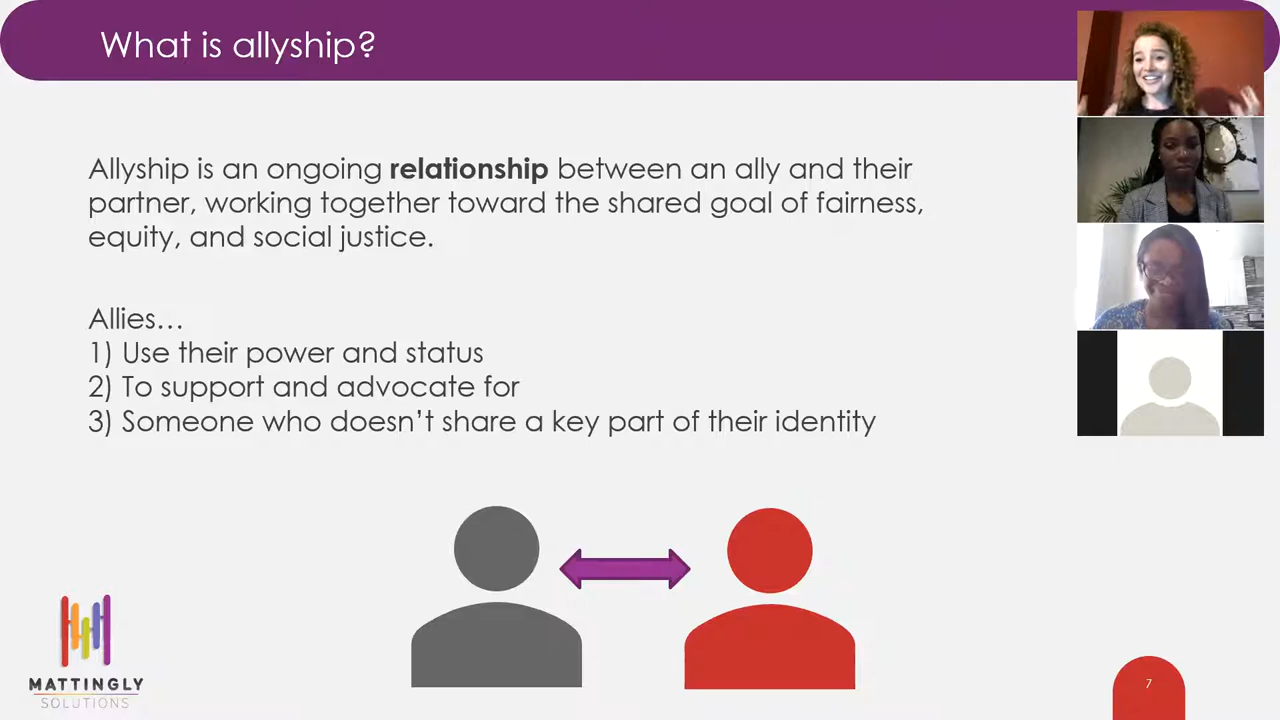 What is allyship?
Allyship is an ongoing relationship between an ally and their
partner, working together toward the shared goal of fairness,
equity, and social justice.
Allies…
1) Use their power and status
2) To support and advocate for
3) Someone who doesn’t share a key part of their identity
MATTINGLY
SOLUTIONS
7